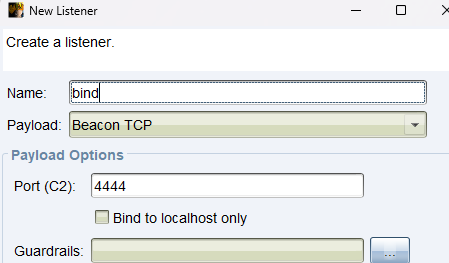 New Listener
Create a listener.
Name: bind
Payload: Beacon TCP
Payload Options
Port (C2): 4444
Bind to localhost only
Guardrails: ...